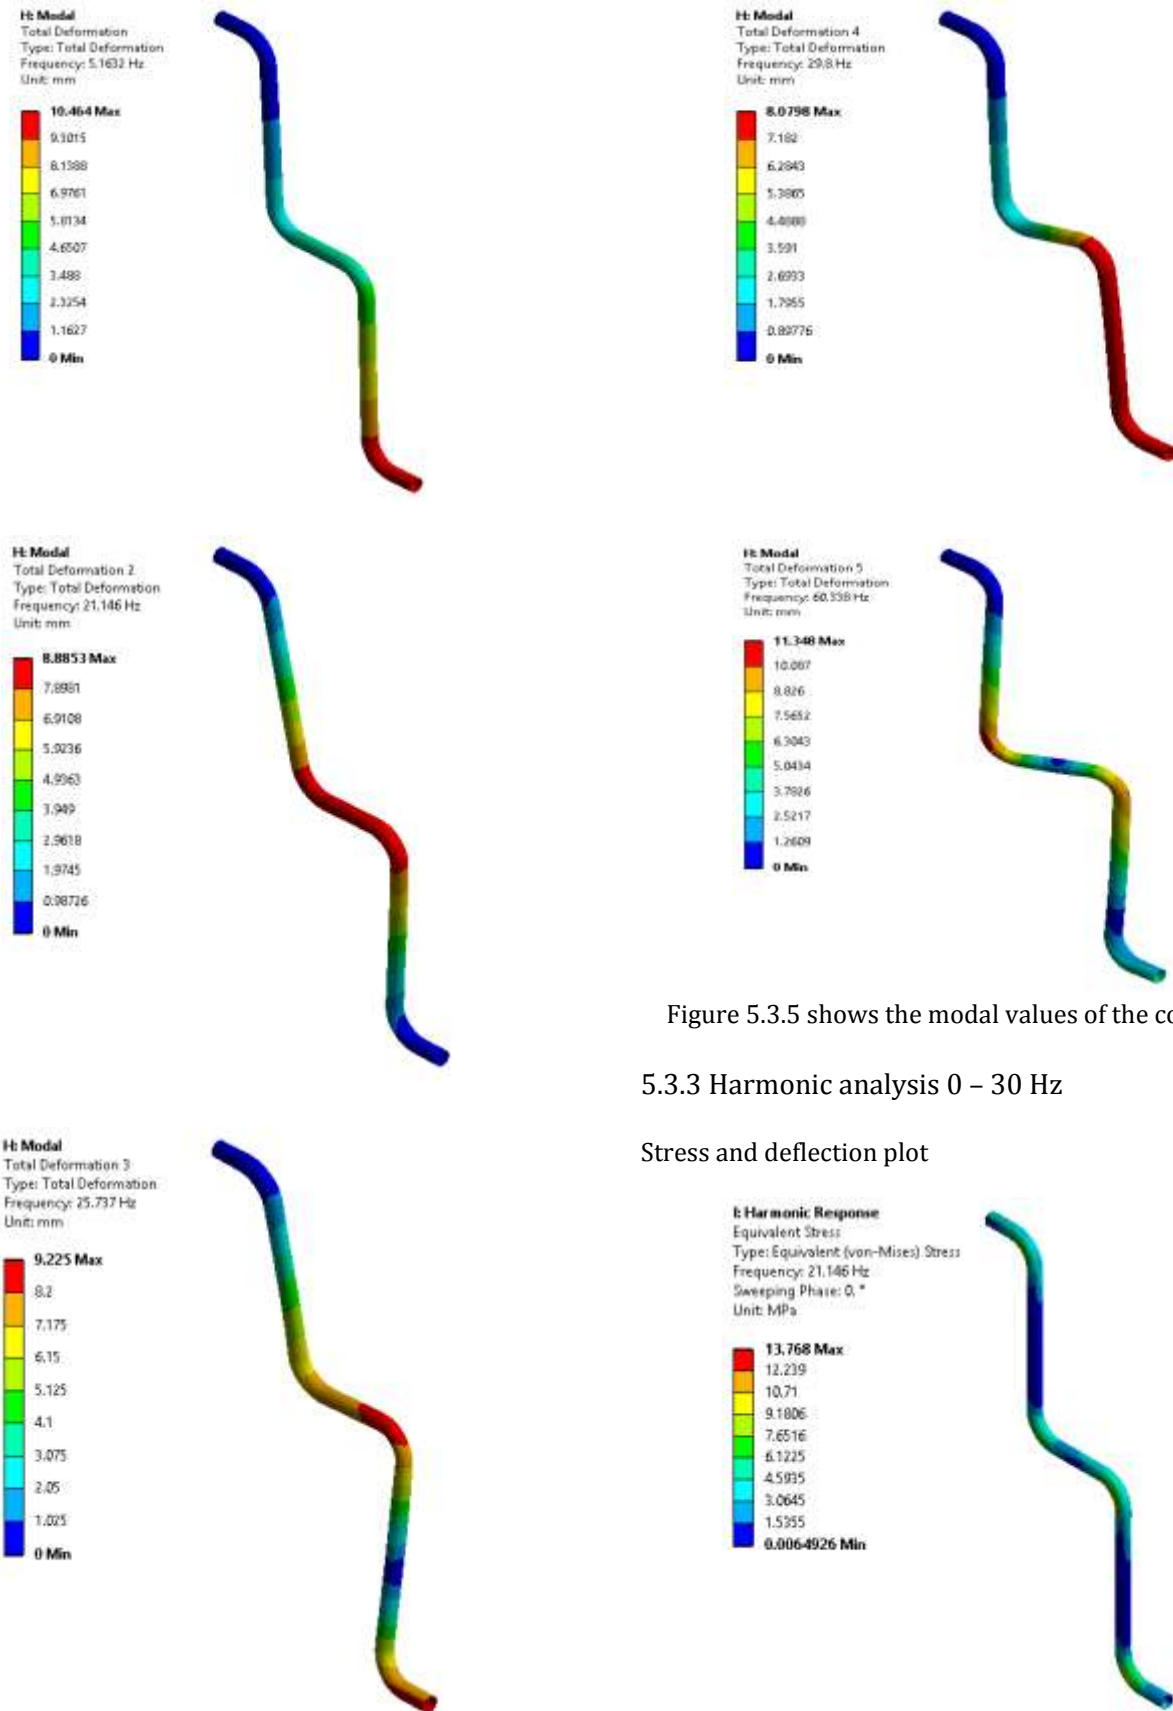 H: Modal
Total Deformation
Type: Total Deformation
Frequency: 5.1632 Hz
Unit: mm
10.464 Max
9.3015
8.1388
6.9761
5.8134
4.6507
3.488
2.3254
1.1627
0 Min
H: Modal
Total Deformation 2
Type: Total Deformation
Frequency: 21.146 Hz
Unit: mm
8.8853 Max
7.8981
6.9108
5.9236
4.9363
3.949
2.9618
1.9745
0.98726
0 Min
H: Modal
Total Deformation 3
Type: Total Deformation
Frequency: 25.737 Hz
Unit: mm
9.225 Max
8.2
7.175
6.15
5.125
4.1
3.075
2.05
1.025
0 Min
H: Modal
Total Deformation 4
Type: Total Deformation
Frequency: 29.8 Hz
Unit: mm
8.0798 Max
7.182
6.2843
5.3865
4.4888
3.591
2.6933
1.7955
0.89776
0 Min
H: Modal
Total Deformation 5
Type: Total Deformation
Frequency: 60.338 Hz
Unit: mm
11.348 Max
10.087
8.826
7.5652
6.3043
5.0434
3.7826
2.5217
1.2609
0 Min
Figure 5.3.5 shows the modal values of the co
5.3.3 Harmonic analysis 0 – 30 Hz
Stress and deflection plot
I: Harmonic Response
Equivalent Stress
Type: Equivalent (von-Mises) Stress
Frequency: 21.146 Hz
Sweeping Phase: 0. °
Unit: MPa
13.768 Max
12.239
10.71
9.1806
7.6516
6.1225
4.5935
3.0645
1.5355
0.0064926 Min